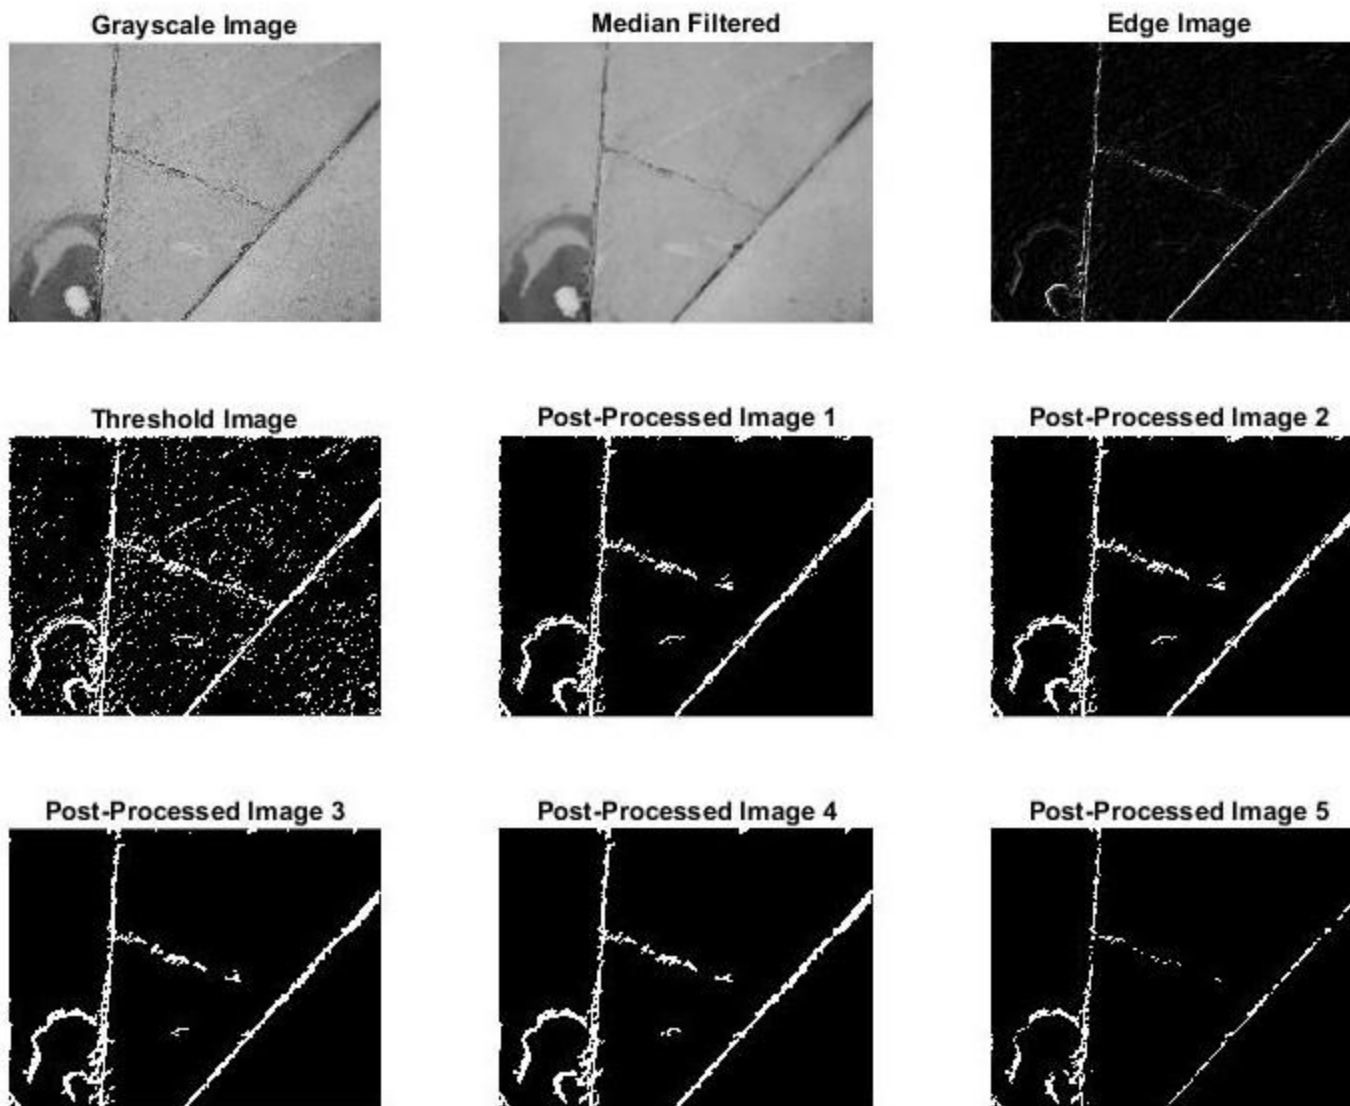 Grayscale Image
Median Filtered
Edge Image
Threshold Image
Post-Processed Image 1
Post-Processed Image 2
Post-Processed Image 3
Post-Processed Image 4
Post-Processed Image 5